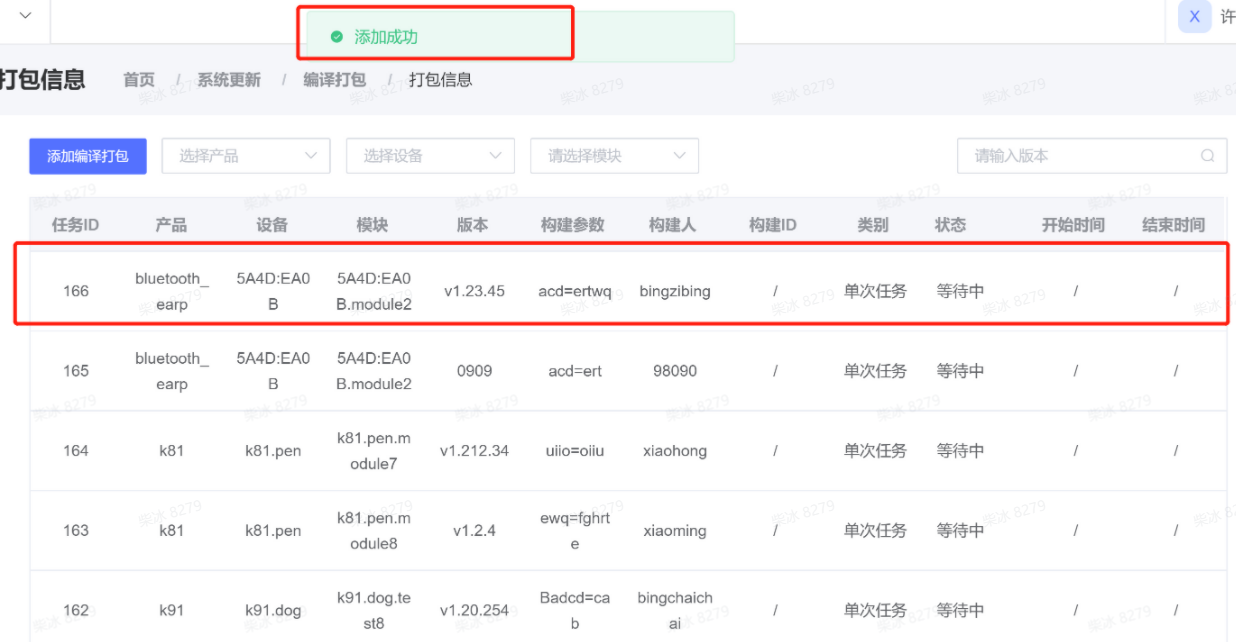 添加成功
X 许
打包信息 首页 / 系统更新 / 编译打包 / 打包信息
添加编译打包 选择产品 选择设备 请选择模块 请输入版本
任务ID 产品 设备 模块 版本 构建参数 构建人 构建ID 类别 状态 开始时间 结束时间
166 bluetooth_earp 5A4D:EA0B 5A4D:EA0B.module2 v1.23.45 acd=ertwq bingzibing / 单次任务 等待中 / /
165 bluetooth_earp 5A4D:EA0B 5A4D:EA0B.module2 0909 acd=ert 98090 / 单次任务 等待中 / /
164 k81 k81.pen k81.pen.module7 v1.212.34 uiio=oiiu xiaohong / 单次任务 等待中 / /
163 k81 k81.pen k81.pen.module8 v1.2.4 ewq=fghrte xiaoming / 单次任务 等待中 / /
162 k91 k91.dog k91.dog.test8 v1.20.254 Badcd=cab bingchaichai / 单次任务 等待中 / /
柴冰 8279